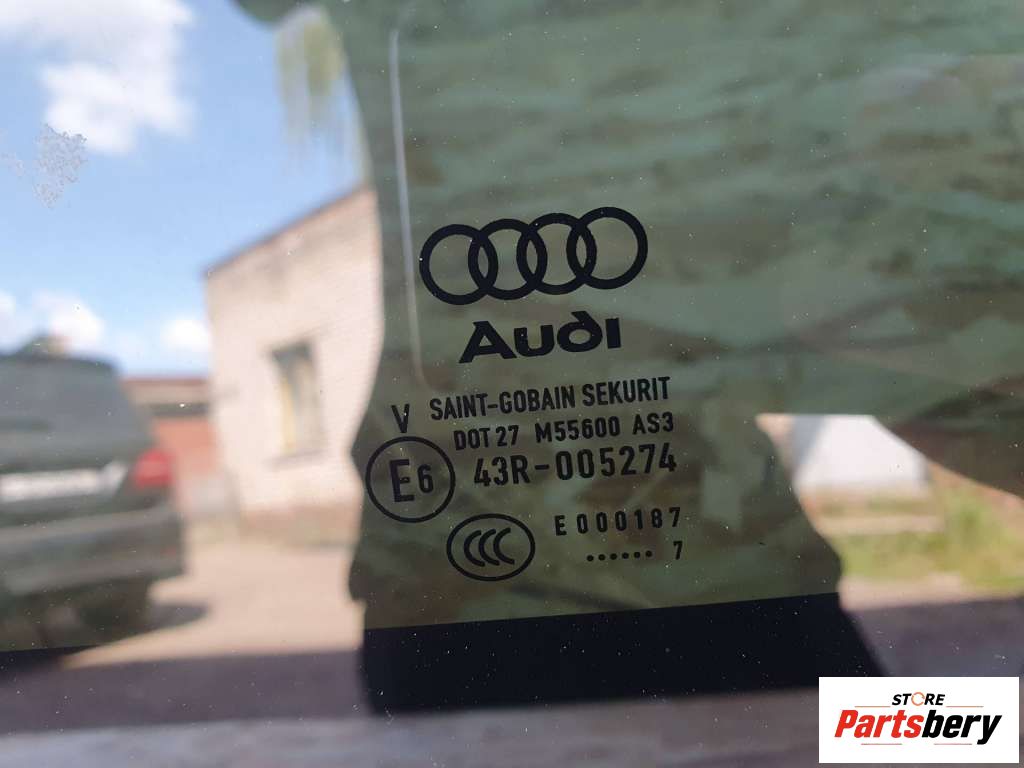 Audi
SAINT-GOBAIN SEKURIT
V
DOT 27 M55600 AS3
E6
43R-005274
CCC
E000187
...... 7
STORE
Partsbery